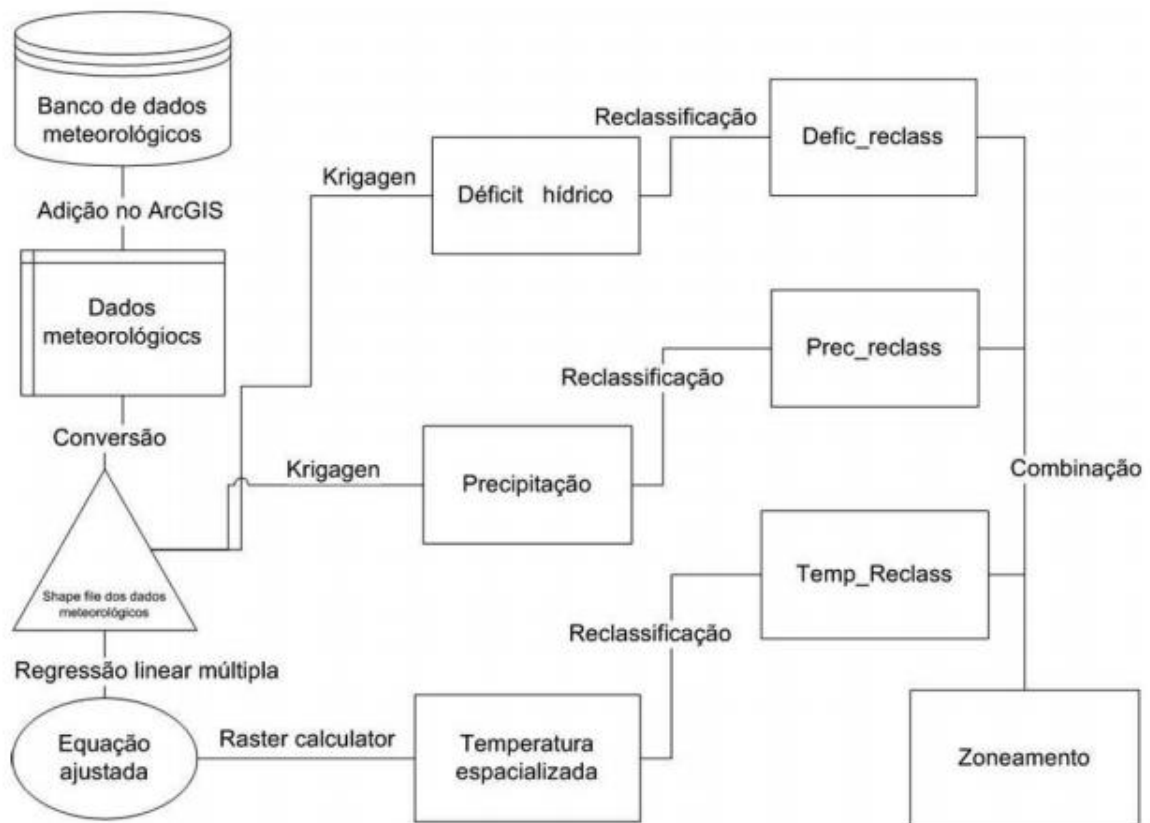 Banco de dados
meteorológicos
Adição no ArcGIS
Dados
meteorológiocs
Conversão
Shape file dos dados
meteorológicos
Regressão linear múltipla
Equação
ajustada
Krigagen
Déficit hídrico
Reclassificação
Defic_reclass
Krigagen
Precipitação
Reclassificação
Prec_reclass
Raster calculator
Temperatura
espacializada
Reclassificação
Temp_Reclass
Combinação
Zoneamento